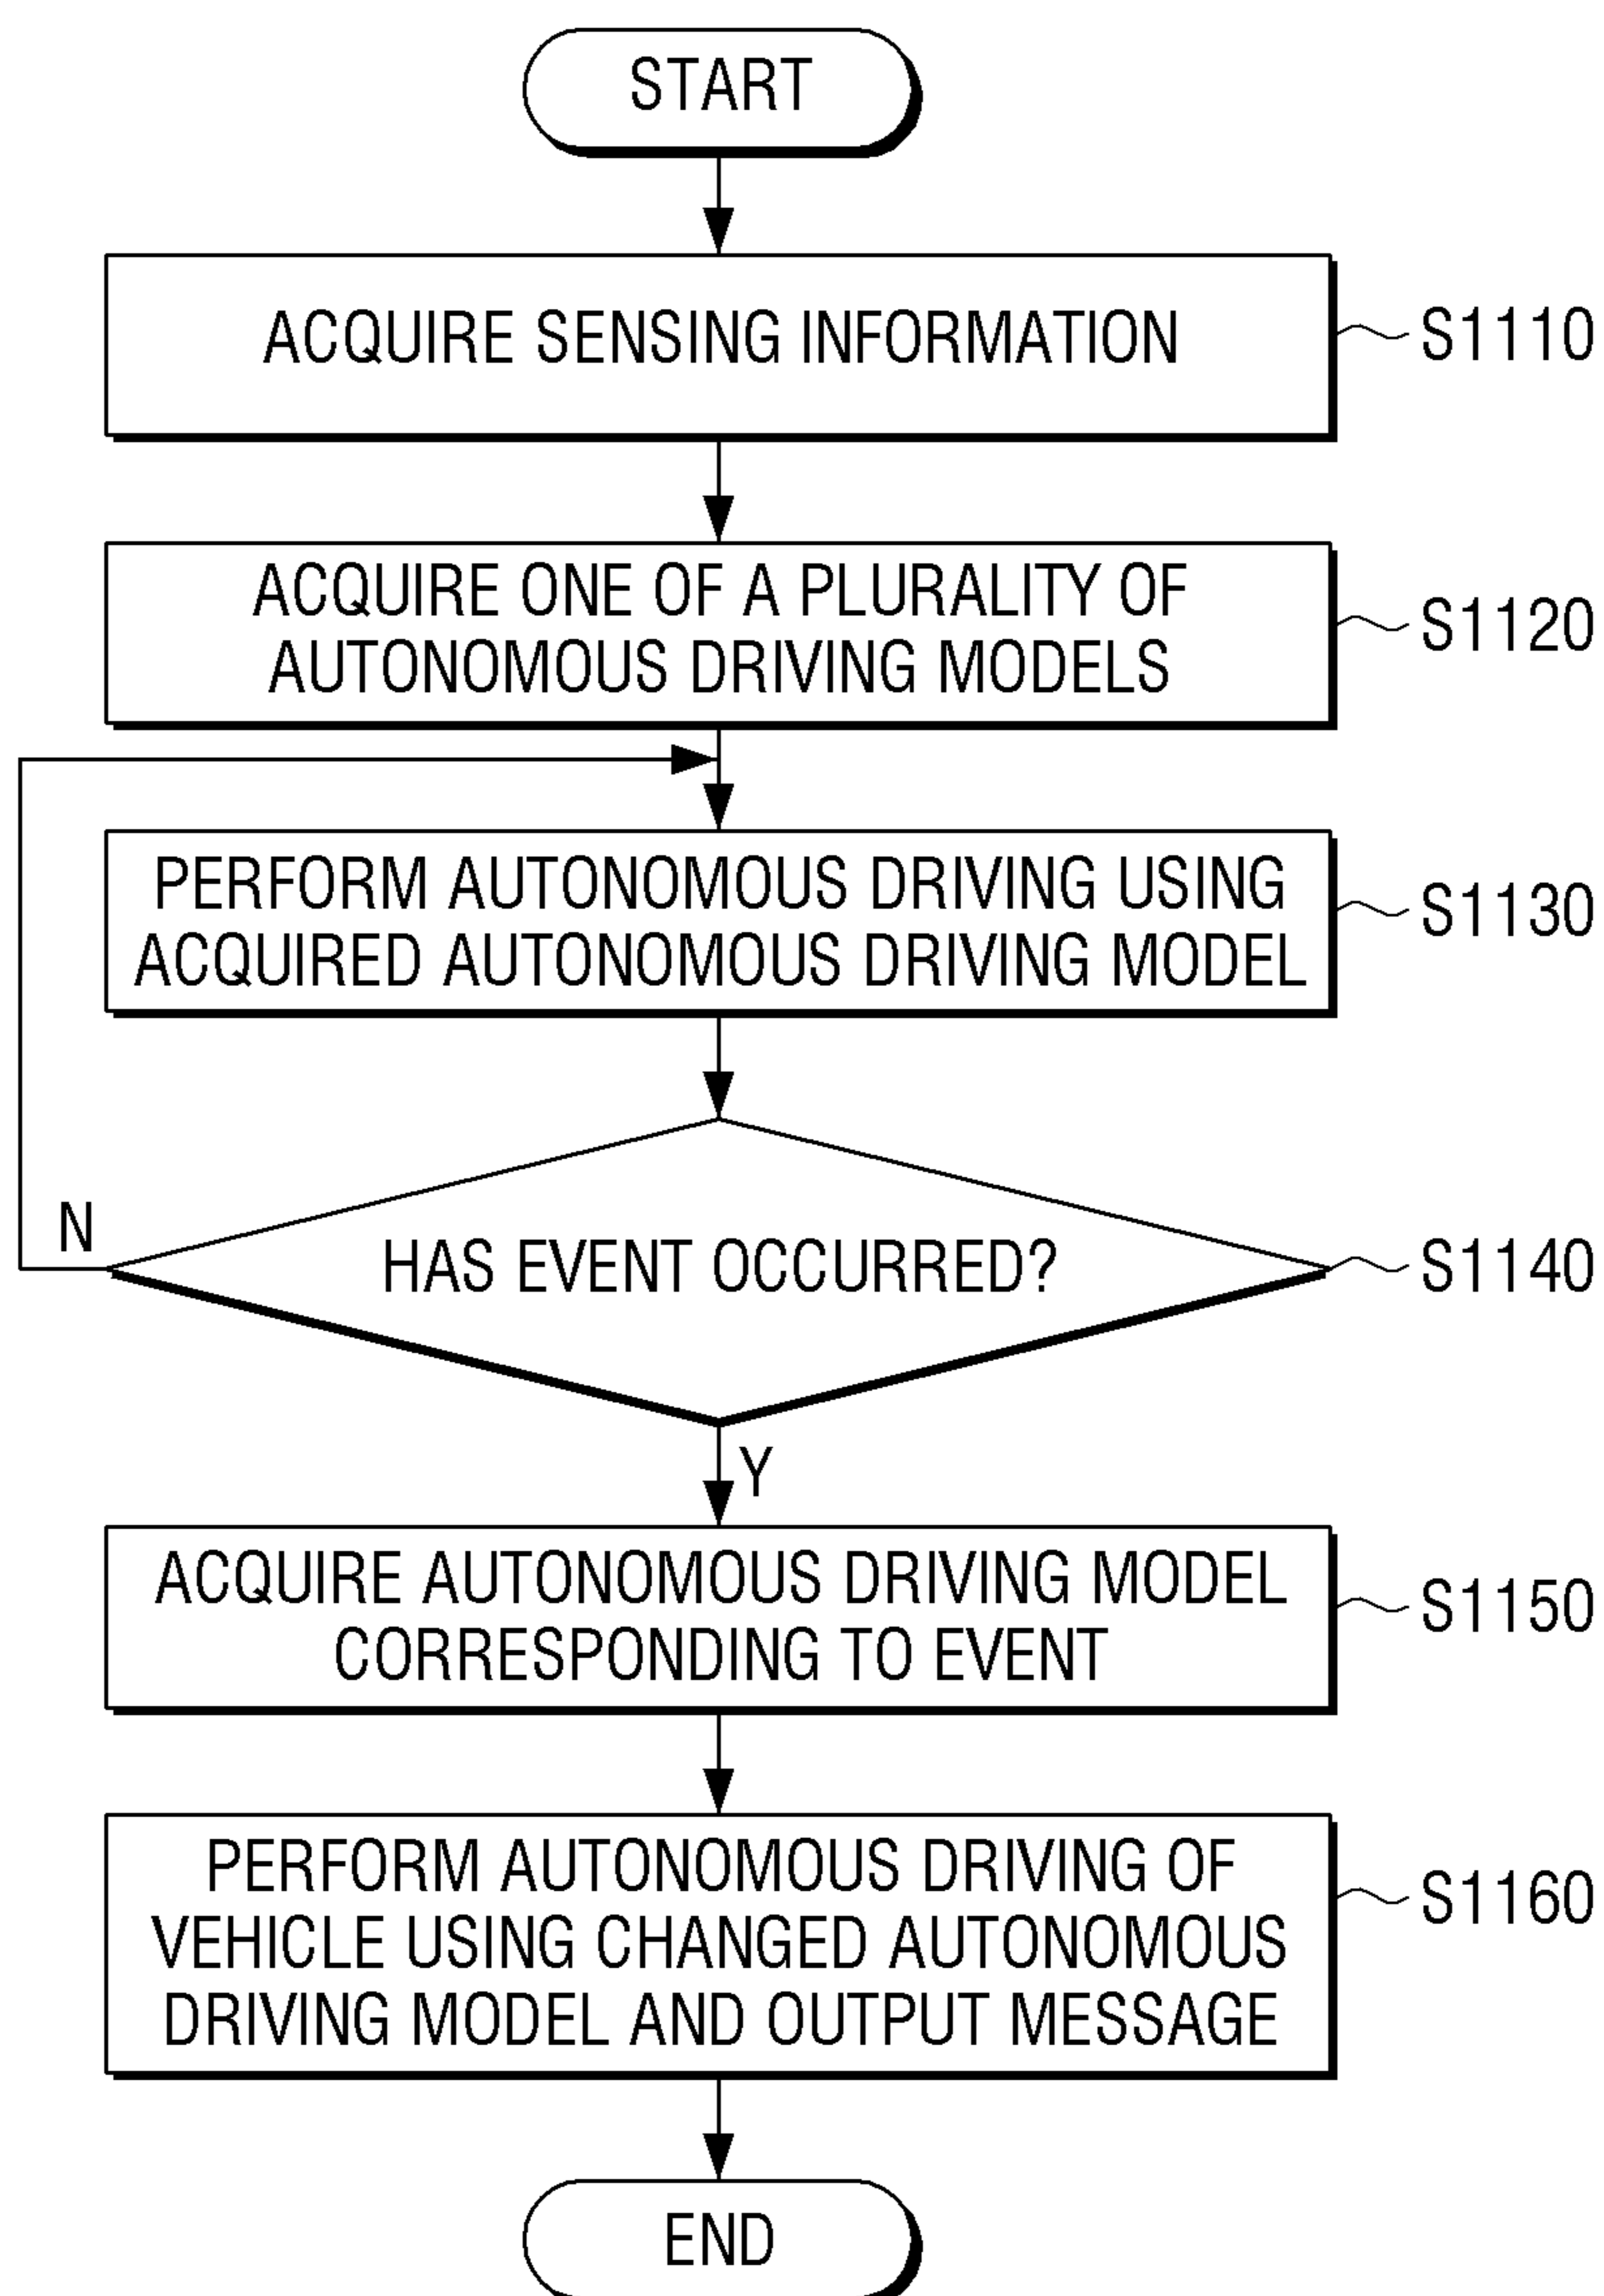 START
ACQUIRE SENSING INFORMATION
S1110
ACQUIRE ONE OF A PLURALITY OF
AUTONOMOUS DRIVING MODELS
S1120
PERFORM AUTONOMOUS DRIVING USING
ACQUIRED AUTONOMOUS DRIVING MODEL
S1130
HAS EVENT OCCURRED?
S1140
N
Y
ACQUIRE AUTONOMOUS DRIVING MODEL
CORRESPONDING TO EVENT
S1150
PERFORM AUTONOMOUS DRIVING OF
VEHICLE USING CHANGED AUTONOMOUS
DRIVING MODEL AND OUTPUT MESSAGE
S1160
END